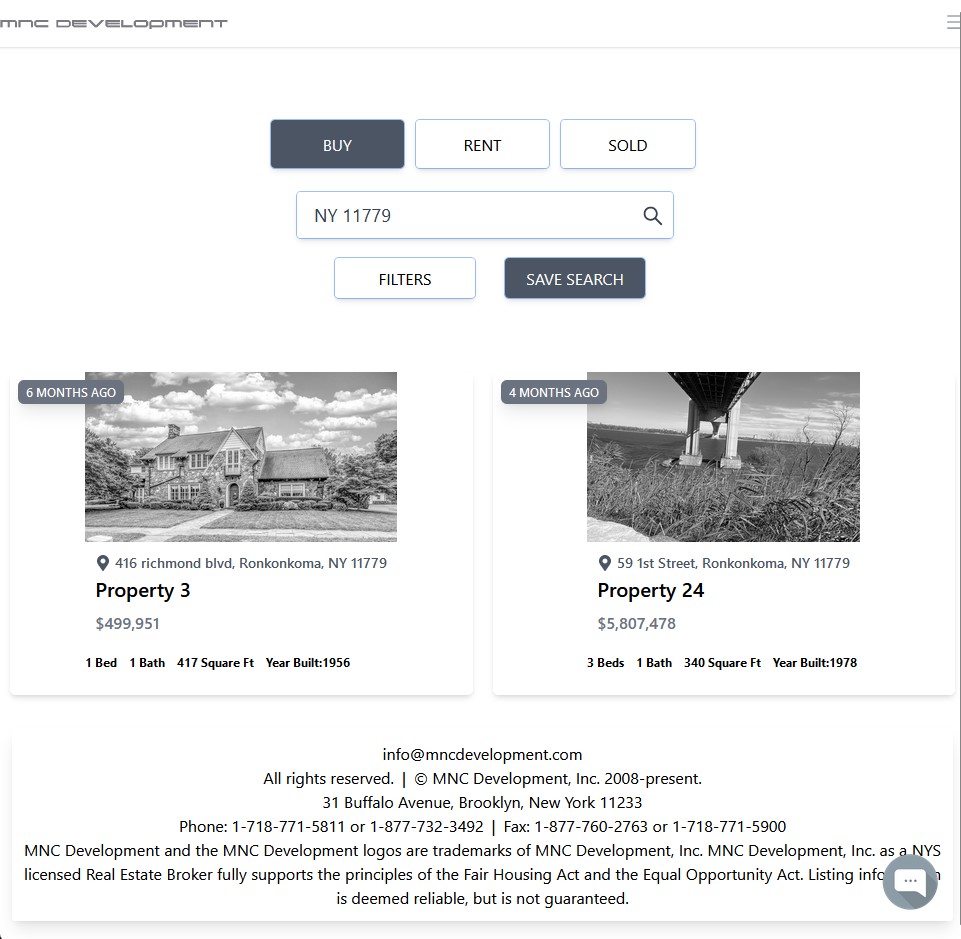 MNC DEVELOPMENT
BUY RENT SOLD
NY 11779
FILTERS SAVE SEARCH
6 MONTHS AGO
416 richmond blvd, Ronkonkoma, NY 11779
Property 3
$499,951
1 Bed 1 Bath 417 Square Ft Year Built:1956
4 MONTHS AGO
59 1st Street, Ronkonkoma, NY 11779
Property 24
$5,807,478
3 Beds 1 Bath 340 Square Ft Year Built:1978
info@mncdevelopment.com
All rights reserved. | © MNC Development, Inc. 2008-present.
31 Buffalo Avenue, Brooklyn, New York 11233
Phone: 1-718-771-5811 or 1-877-732-3492 | Fax: 1-877-760-2763 or 1-718-771-5900
MNC Development and the MNC Development logos are trademarks of MNC Development, Inc. MNC Development, Inc. as a NYS
licensed Real Estate Broker fully supports the principles of the Fair Housing Act and the Equal Opportunity Act. Listing
is deemed reliable, but is not guaranteed.